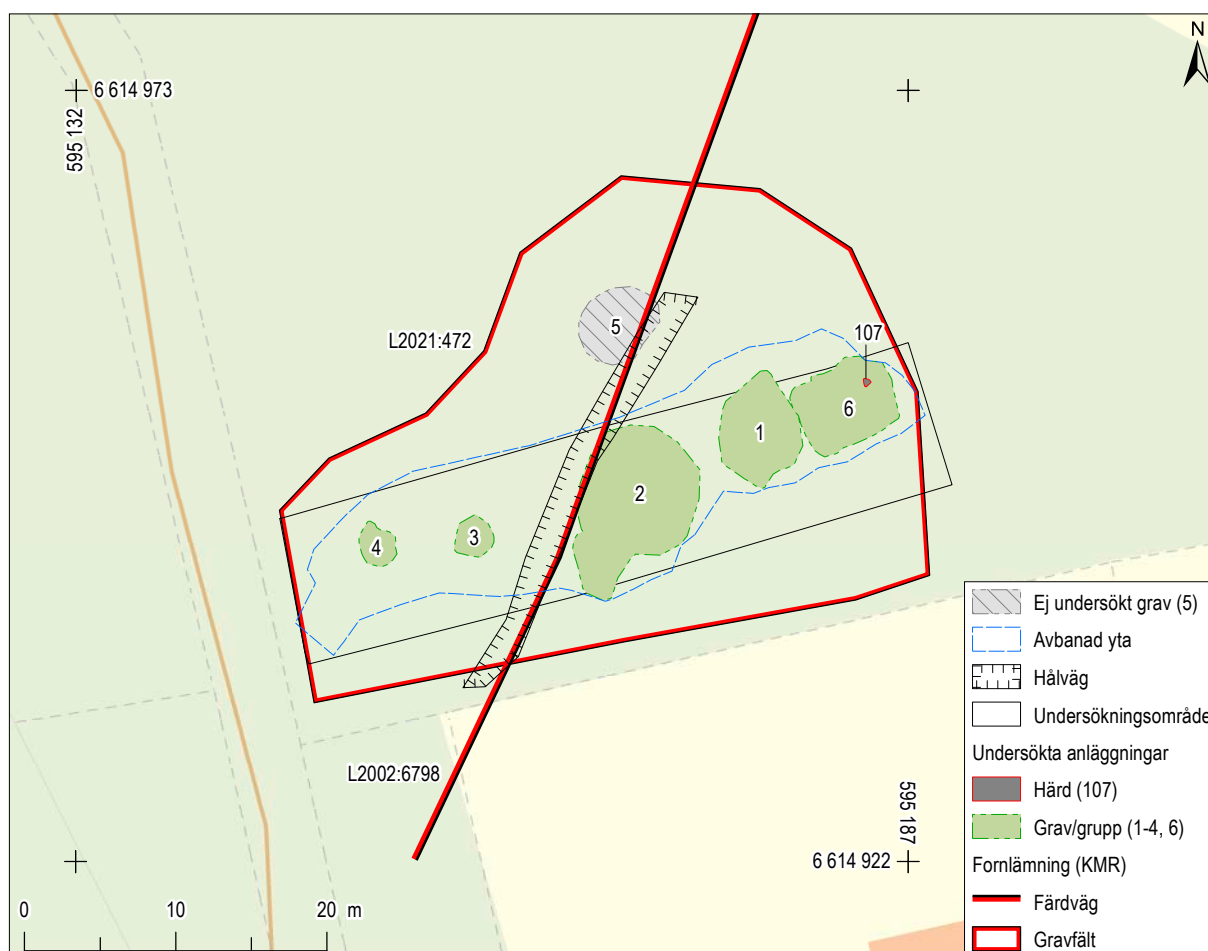 N
6 614 973
595 132
L2021:472
5
107
6
1
2
3
4
L2002:6798
595 187
6 614 922
0 10 20 m
Ej undersökt grav (5)
Avbanad yta
Hålväg
Undersökningsområde
Undersökta anläggningar
Härd (107)
Grav/grupp (1-4, 6)
Fornlämning (KMR)
Färdväg
Gravfält